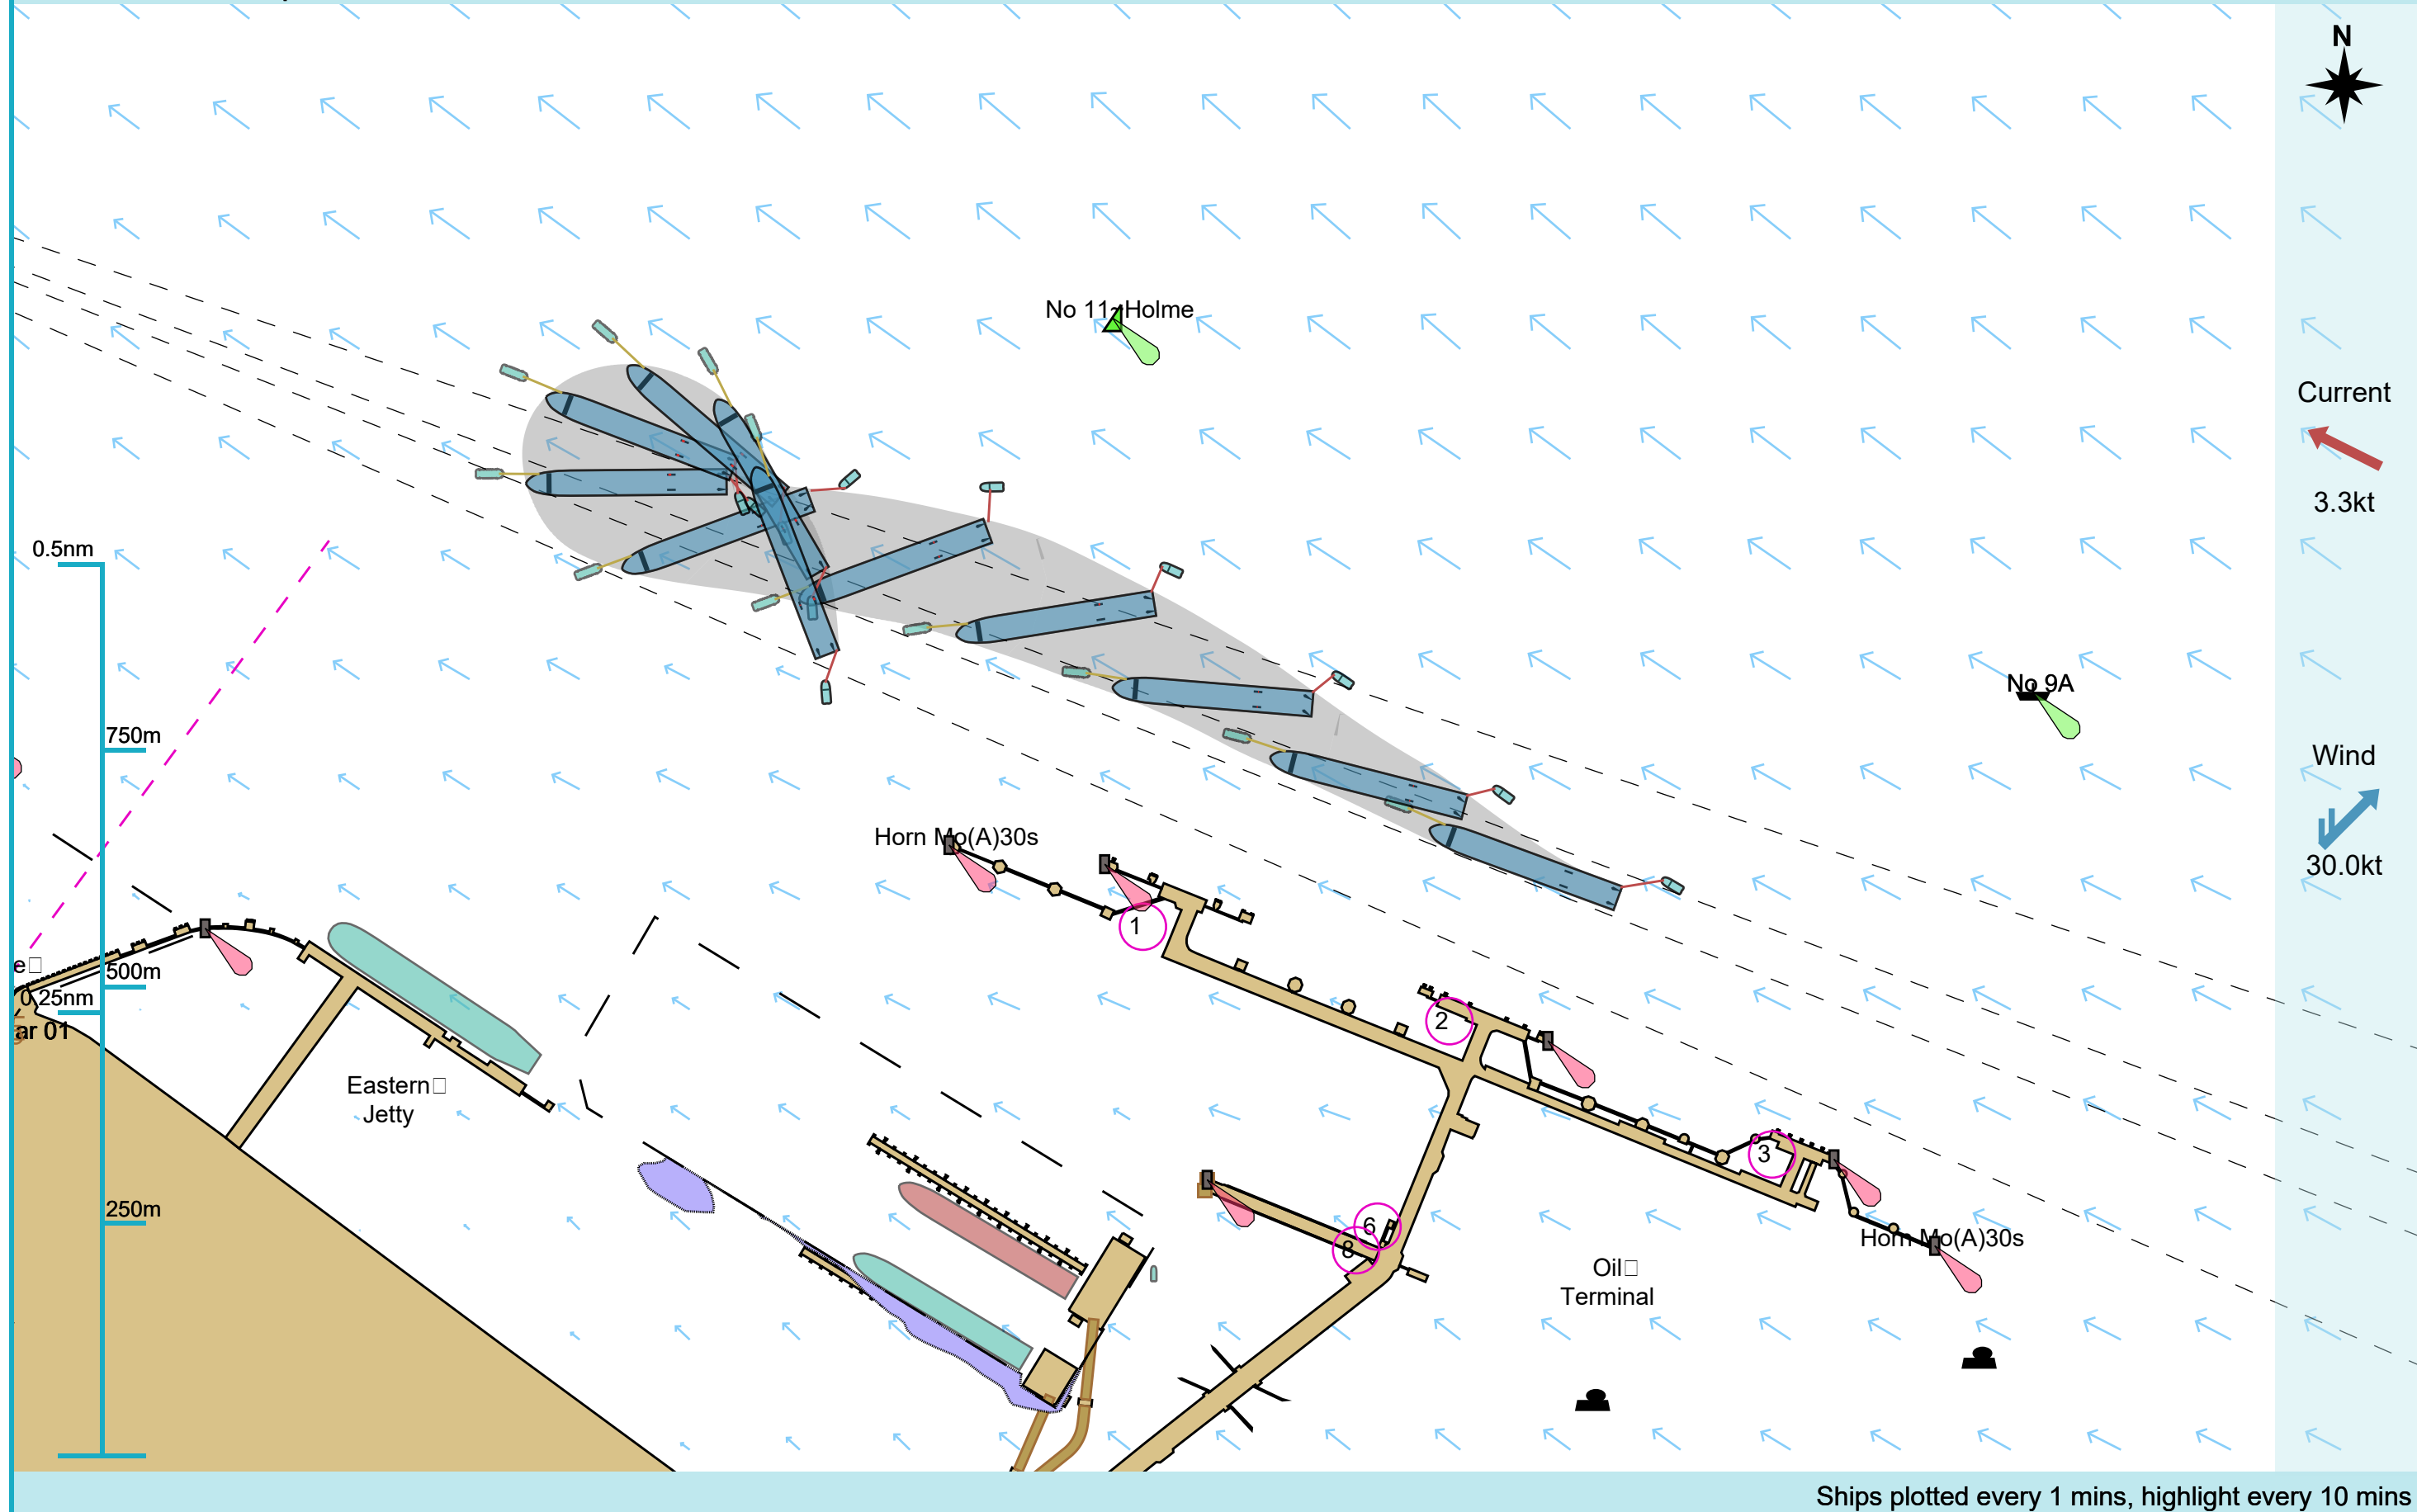 N
No 11a Holme
Current
3.3kt
0.5nm
No 9A
750m
Wind
30.0kt
Horn Mo(A)30s
1
e
500m
0.25nm
ar 01
2
Eastern
Jetty
3
6
8
Horn Mo(A)30s
Oil
Terminal
250m
Ships plotted every 1 mins, highlight every 10 mins